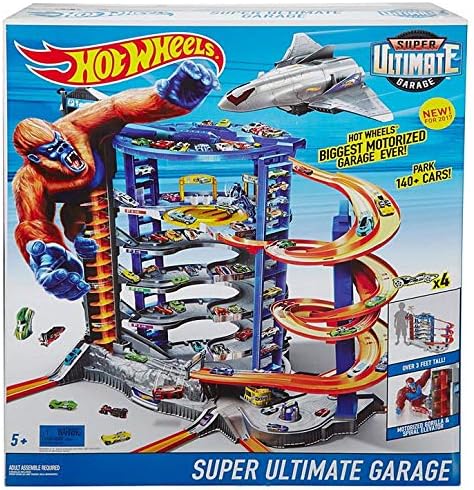 HOT WHEELS
SUPER
ULTIMATE
GARAGE
NEW!
FOR 2017
HOT WHEELS'
BIGGEST MOTORIZED
GARAGE EVER!
PARK
140+ CARS!
x4
OVER 3 FEET TALL!
MOTORIZED GORILLA &
SPIRAL ELEVATOR
5+
ADULT ASSEMBLE REQUIRED
SUPER ULTIMATE GARAGE